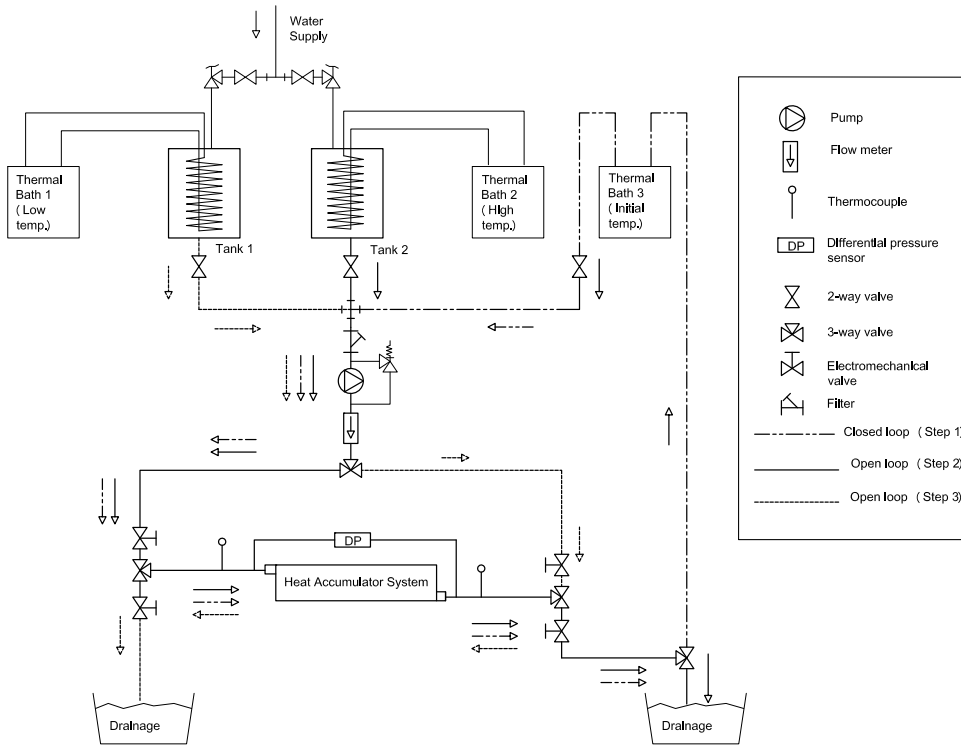 Water
Supply
Thermal
Bath 1
( Low
temp.)
Tank 1
Tank 2
Thermal
Bath 2
( HIgh
temp.)
Thermal
Bath 3
( Initial
temp.)
DP
Heat Accumulator System
Drainage
Drainage
Pump
Flow meter
Thermocouple
DP
Differential pressure
sensor
2-way valve
3-way valve
Electromechanical
valve
Filter
Closed loop ( Step 1)
Open loop ( Step 2)
Open loop ( Step 3)